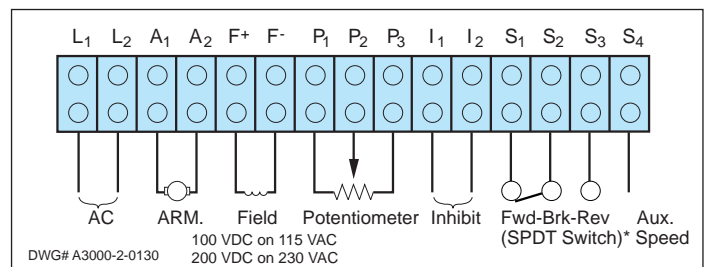 L1 L2 A1 A2 F+ F- P1 P2 P3 I1 I2 S1 S2 S3 S4
AC ARM. Field Potentiometer Inhibit Fwd-Brk-Rev Aux.
100 VDC on 115 VAC (SPDT Switch)* Speed
DWG# A3000-2-0130 200 VDC on 230 VAC